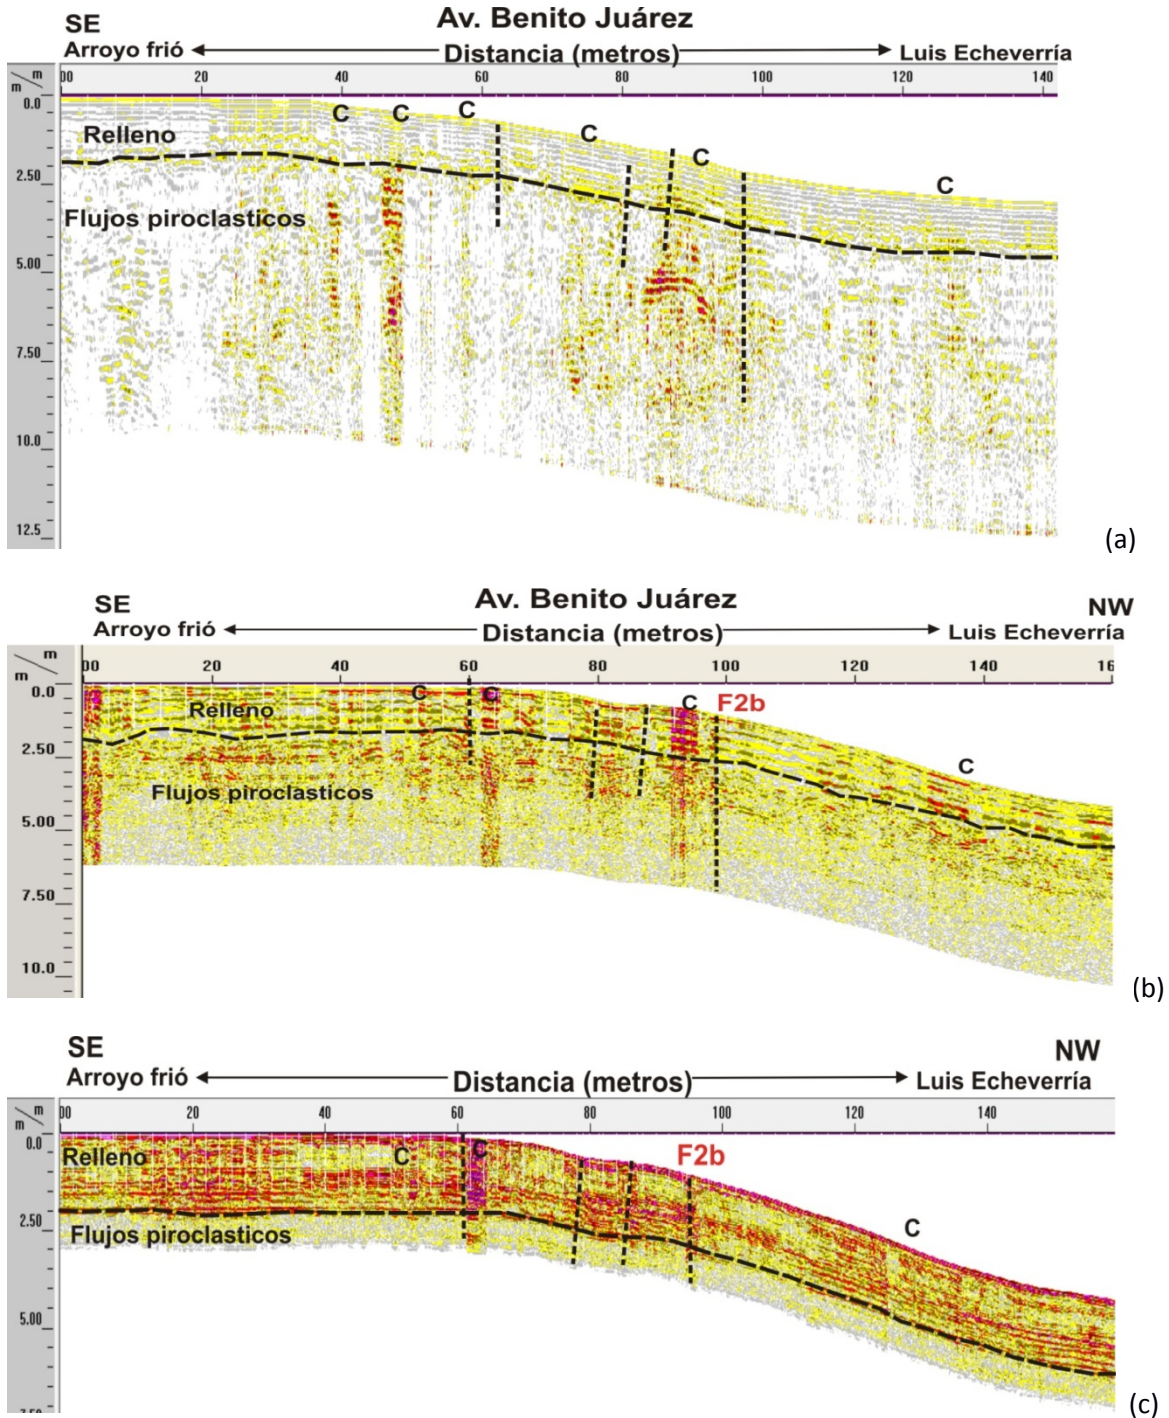 Av. Benito Juárez
SE
Arroyo frió Distancia (metros) Luis Echeverría
m
m
00 20 40 60 80 100 120 140
0.0
C C C C C C
Relleno
2.50
Flujos piroclasticos
5.00
7.50
10.0
12.5
(a)
Av. Benito Juárez
SE NW
Arroyo frió Distancia (metros) Luis Echeverría
m
m
00 20 40 60 80 100 120 140 16
0.0
C C C F2b
Relleno
C
2.50
Flujos piroclasticos
5.00
7.50
10.0
(b)
SE NW
Arroyo frió Distancia (metros) Luis Echeverría
m
m
00 20 40 60 80 100 120 140
0.0
Relleno C C F2b
C
2.50
Flujos piroclasticos
5.00
7.50
(c)